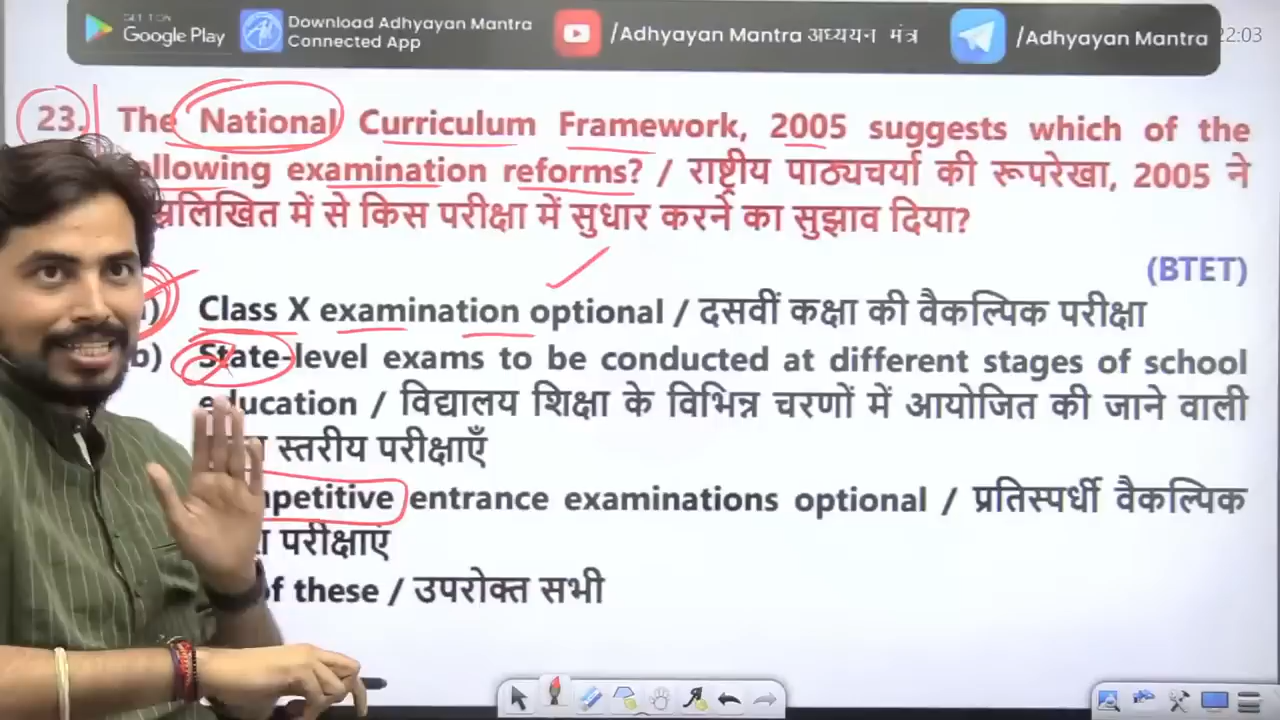 GET IT ON
Google Play
Download Adhyayan Mantra
Connected App
/Adhyayan Mantra अध्ययन मंत्र
/Adhyayan Mantra
22:03
23. The National Curriculum Framework, 2005 suggests which of the
examination reforms? / राष्ट्रीय पाठ्यचर्या की रूपरेखा, 2005 ने
में से किस परीक्षा में सुधार करने का सुझाव दिया?
(BTET)
Class X examination optional / दसवीं कक्षा की वैकल्पिक परीक्षा
b) State-level exams to be conducted at different stages of school
education / विद्यालय शिक्षा के विभिन्न चरणों में आयोजित की जाने वाली
स्तरीय परीक्षाएँ
entrance examinations optional / प्रतिस्पर्धी वैकल्पिक
परीक्षाएं
of these / उपरोक्त सभी